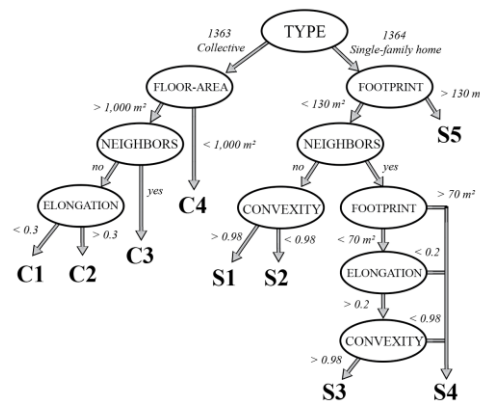 TYPE
1363
Collective
1364
Single-family home
FLOOR-AREA
FOOTPRINT
> 1,000 m²
< 130 m²
> 130 m
NEIGHBORS
< 1,000 m²
NEIGHBORS
S5
no
yes
no
yes
ELONGATION
C4
CONVEXITY
FOOTPRINT
> 70 m²
< 0.3
> 0.3
C3
> 0.98
< 0.98
< 70 m²
< 0.2
C1
C2
S1
S2
ELONGATION
> 0.2
< 0.98
CONVEXITY
> 0.98
S3
S4